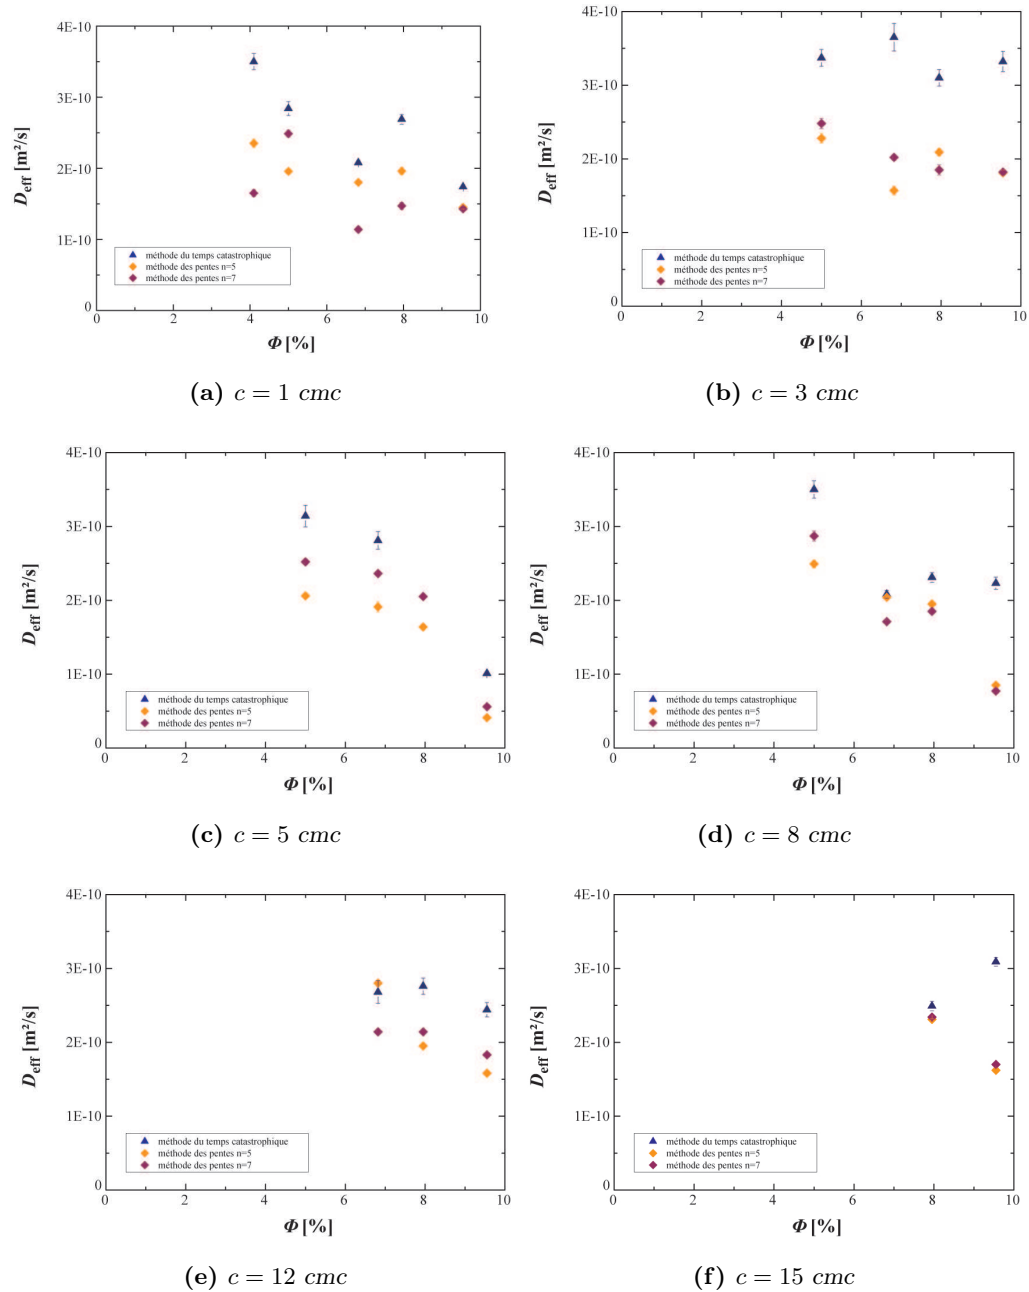 4E-10
3E-10
2E-10
1E-10
0
D_eff [m²/s]
méthode du temps catastrophique
méthode des pentes n=5
méthode des pentes n=7
0 2 4 6 8 10
Φ [%]
(a) c = 1 cmc
4E-10
3E-10
2E-10
1E-10
0
D_eff [m²/s]
méthode du temps catastrophique
méthode des pentes n=5
méthode des pentes n=7
0 2 4 6 8 10
Φ [%]
(b) c = 3 cmc
4E-10
3E-10
2E-10
1E-10
0
D_eff [m²/s]
méthode du temps catastrophique
méthode des pentes n=5
méthode des pentes n=7
0 2 4 6 8 10
Φ [%]
(c) c = 5 cmc
4E-10
3E-10
2E-10
1E-10
0
D_eff [m²/s]
méthode du temps catastrophique
méthode des pentes n=5
méthode des pentes n=7
0 2 4 6 8 10
Φ [%]
(d) c = 8 cmc
4E-10
3E-10
2E-10
1E-10
0
D_eff [m²/s]
méthode du temps catastrophique
méthode des pentes n=5
méthode des pentes n=7
0 2 4 6 8 10
Φ [%]
(e) c = 12 cmc
4E-10
3E-10
2E-10
1E-10
0
D_eff [m²/s]
méthode du temps catastrophique
méthode des pentes n=5
méthode des pentes n=7
0 2 4 6 8 10
Φ [%]
(f) c = 15 cmc